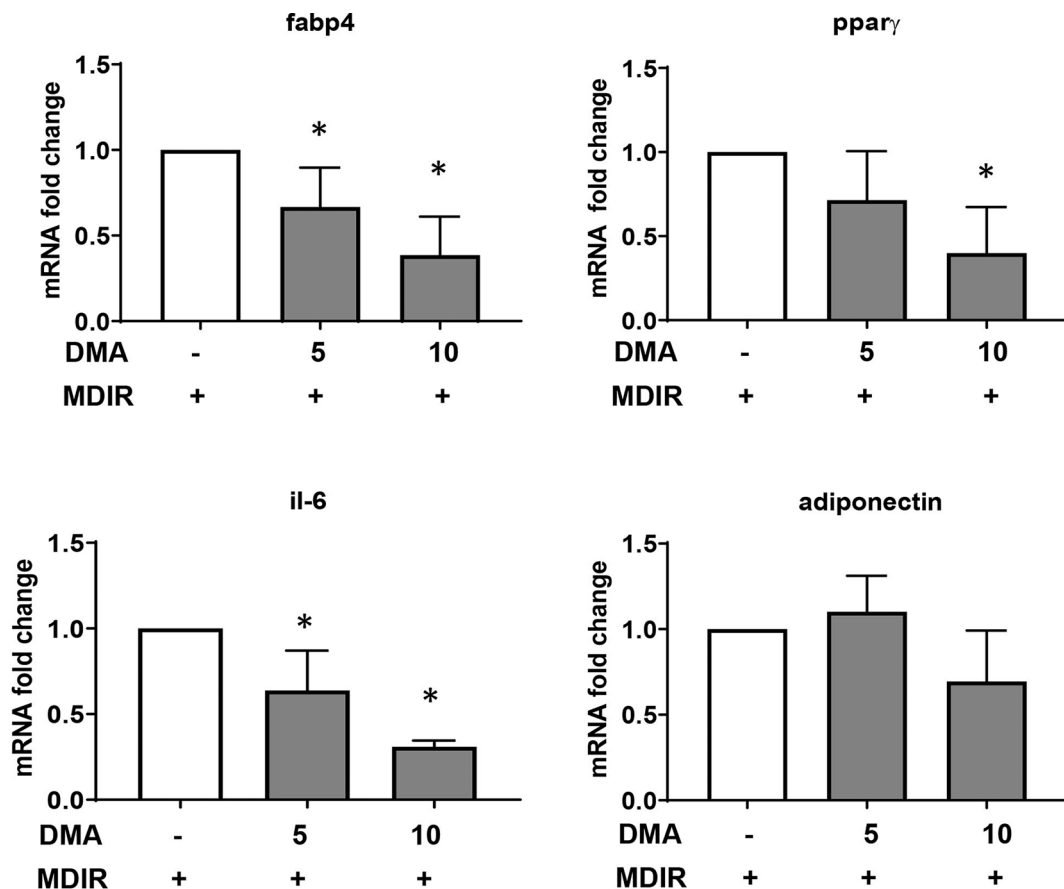 fabp4
mRNA fold change
1.5
1.0
*
*
0.5
0.0
DMA - 5 10
MDIR + + +
pparγ
mRNA fold change
1.5
1.0
*
0.5
0.0
DMA - 5 10
MDIR + + +
il-6
mRNA fold change
1.5
1.0
*
*
0.5
0.0
DMA - 5 10
MDIR + + +
adiponectin
mRNA fold change
1.5
1.0
0.5
0.0
DMA - 5 10
MDIR + + +